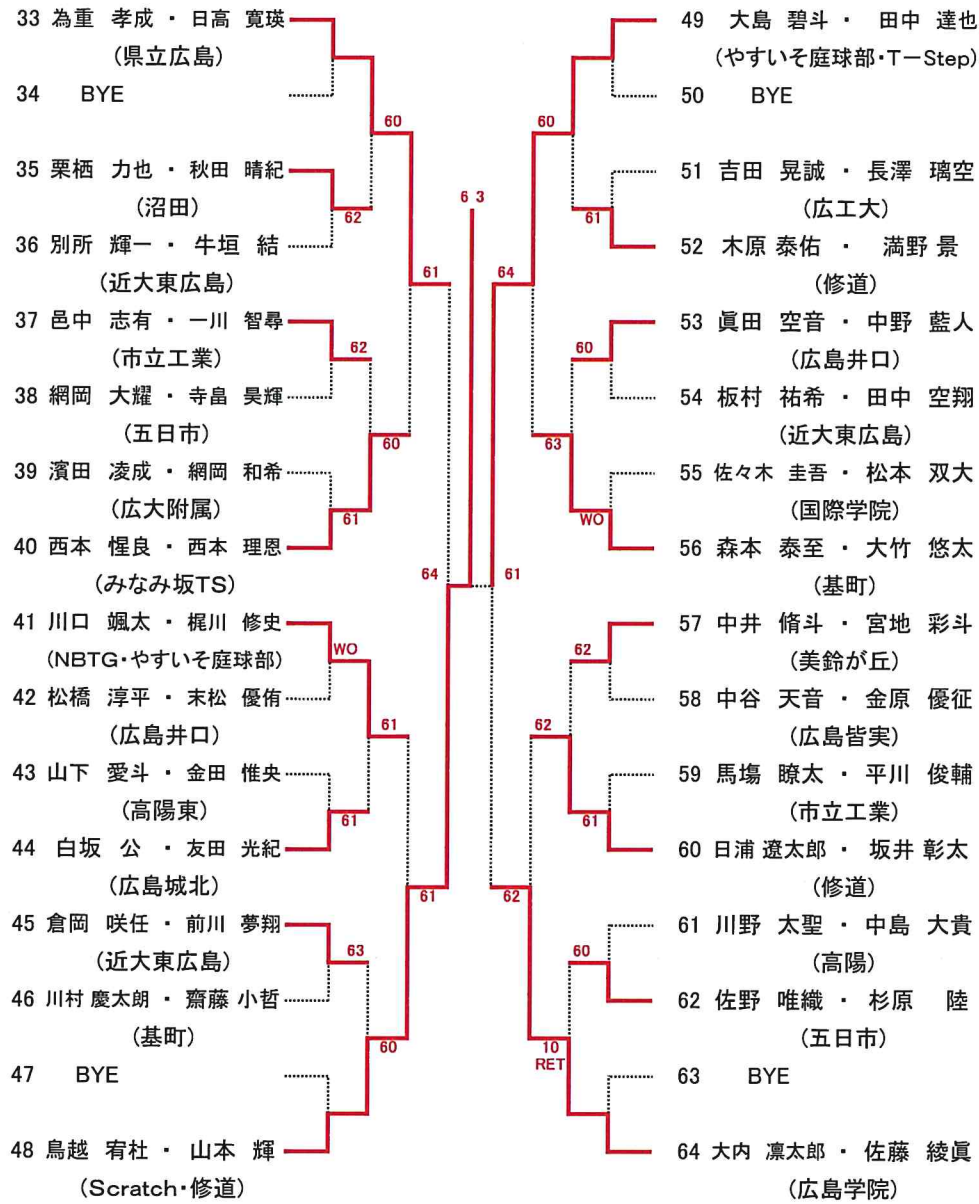 33 為重 孝成 ・ 日高 寛瑛
(県立広島)
34 BYE
60
35 栗栖 力也 ・ 秋田 晴紀
(沼田)
62
36 別所 輝一 ・ 牛垣 結
(近大東広島)
61
37 邑中 志有 ・ 一川 智尋
(市立工業)
62
38 網岡 大耀 ・ 寺畠 昊輝
(五日市)
60
39 濱田 凌成 ・ 網岡 和希
(広大附属)
61
40 西本 惺良 ・ 西本 理恩
(みなみ坂TS)
64
41 川口 颯太 ・ 梶川 修史
(NBTG・やすいそ庭球部)
WO
42 松橋 淳平 ・ 末松 優侑
(広島井口)
61
43 山下 愛斗 ・ 金田 惟央
(高陽東)
61
44 白坂 公 ・ 友田 光紀
(広島城北)
61
45 倉岡 咲任 ・ 前川 夢翔
(近大東広島)
63
46 川村 慶太朗 ・ 齋藤 小哲
(基町)
60
47 BYE
48 鳥越 宥杜 ・ 山本 輝
(Scratch・修道)
6 3
49 大島 碧斗 ・ 田中 達也
(やすいそ庭球部・T－Step)
50 BYE
60
51 吉田 晃誠 ・ 長澤 璃空
(広工大)
61
52 木原 泰佑 ・ 満野 景
(修道)
64
53 眞田 空音 ・ 中野 藍人
(広島井口)
60
54 板村 祐希 ・ 田中 空翔
(近大東広島)
63
55 佐々木 圭吾 ・ 松本 双大
(国際学院)
WO
56 森本 泰至 ・ 大竹 悠太
(基町)
61
57 中井 脩斗 ・ 宮地 彩斗
(美鈴が丘)
62
58 中谷 天音 ・ 金原 優征
(広島皆実)
62
59 馬塲 瞭太 ・ 平川 俊輔
(市立工業)
61
60 日浦 遼太郎 ・ 坂井 彰太
(修道)
62
61 川野 太聖 ・ 中島 大貴
(高陽)
60
62 佐野 唯織 ・ 杉原 陸
(五日市)
10
RET
63 BYE
64 大内 凛太郎 ・ 佐藤 綾眞
(広島学院)